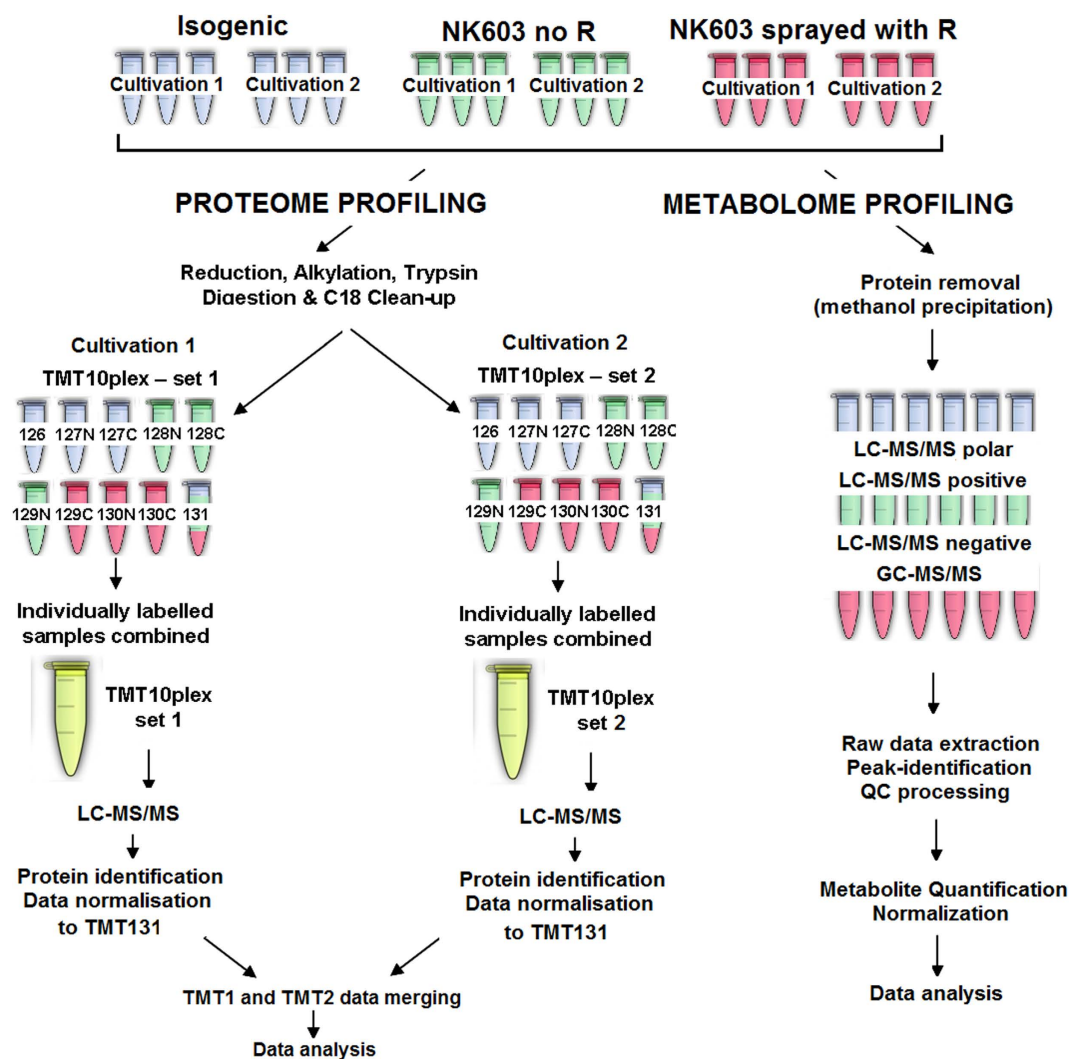 Isogenic
NK603 no R
NK603 sprayed with R
Cultivation 1
Cultivation 2
Cultivation 1
Cultivation 2
Cultivation 1
Cultivation 2
PROTEOME PROFILING
METABOLOME PROFILING
Reduction, Alkylation, Trypsin
Digestion & C18 Clean-up
Cultivation 1
TMT10plex – set 1
126 127N 127C 128N 128C
129N 129C 130N 130C 131
Individually labelled
samples combined
TMT10plex
set 1
LC-MS/MS
Protein identification
Data normalisation
to TMT131
Cultivation 2
TMT10plex – set 2
126 127N 127C 128N 128C
129N 129C 130N 130C 131
Individually labelled
samples combined
TMT10plex
set 2
LC-MS/MS
Protein identification
Data normalisation
to TMT131
TMT1 and TMT2 data merging
Data analysis
Protein removal
(methanol precipitation)
LC-MS/MS polar
LC-MS/MS positive
LC-MS/MS negative
GC-MS/MS
Raw data extraction
Peak-identification
QC processing
Metabolite Quantification
Normalization
Data analysis